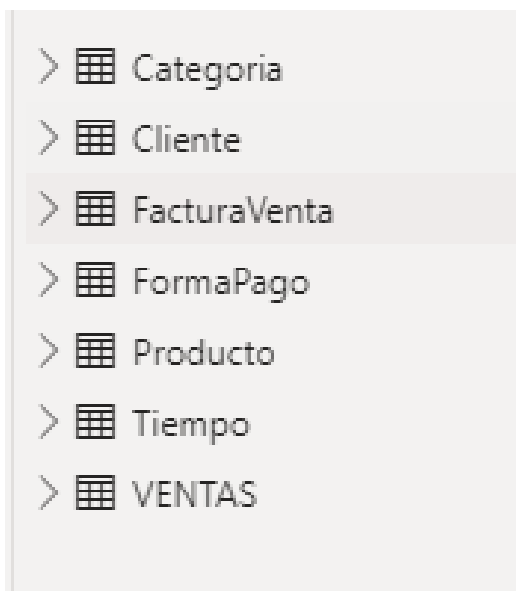 Categoria
Cliente
FacturaVenta
FormaPago
Producto
Tiempo
VENTAS